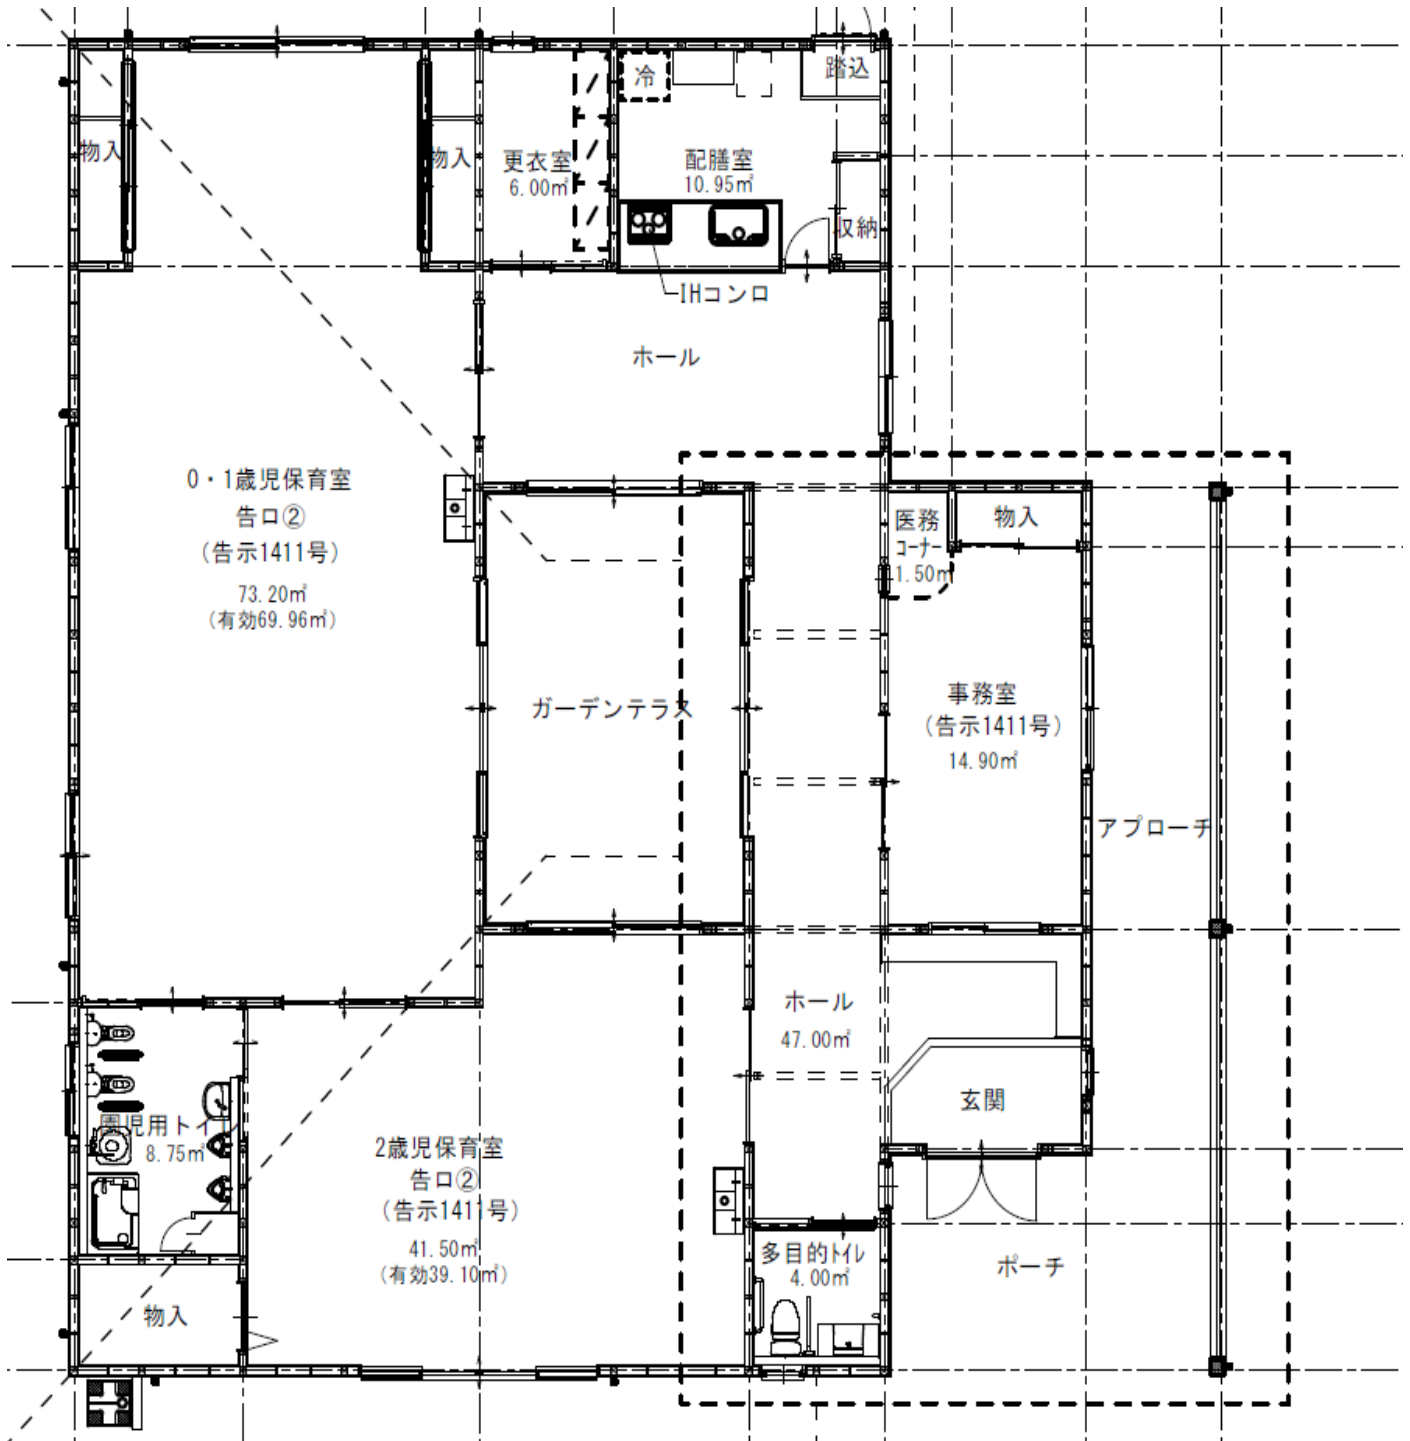 冷
踏込
物入
物入
更衣室
6.00㎡
配膳室
10.95㎡
収納
IHコンロ
ホール
0・1歳児保育室
告ロ②
（告示1411号）
73.20㎡
（有効69.96㎡）
医務
コーナー
1.50㎡
物入
ガーデンテラス
事務室
（告示1411号）
14.90㎡
アプローチ
ホール
47.00㎡
玄関
園児用トイレ
8.75㎡
2歳児保育室
告ロ②
（告示1411号）
41.50㎡
（有効39.10㎡）
多目的トイレ
4.00㎡
ポーチ
物入